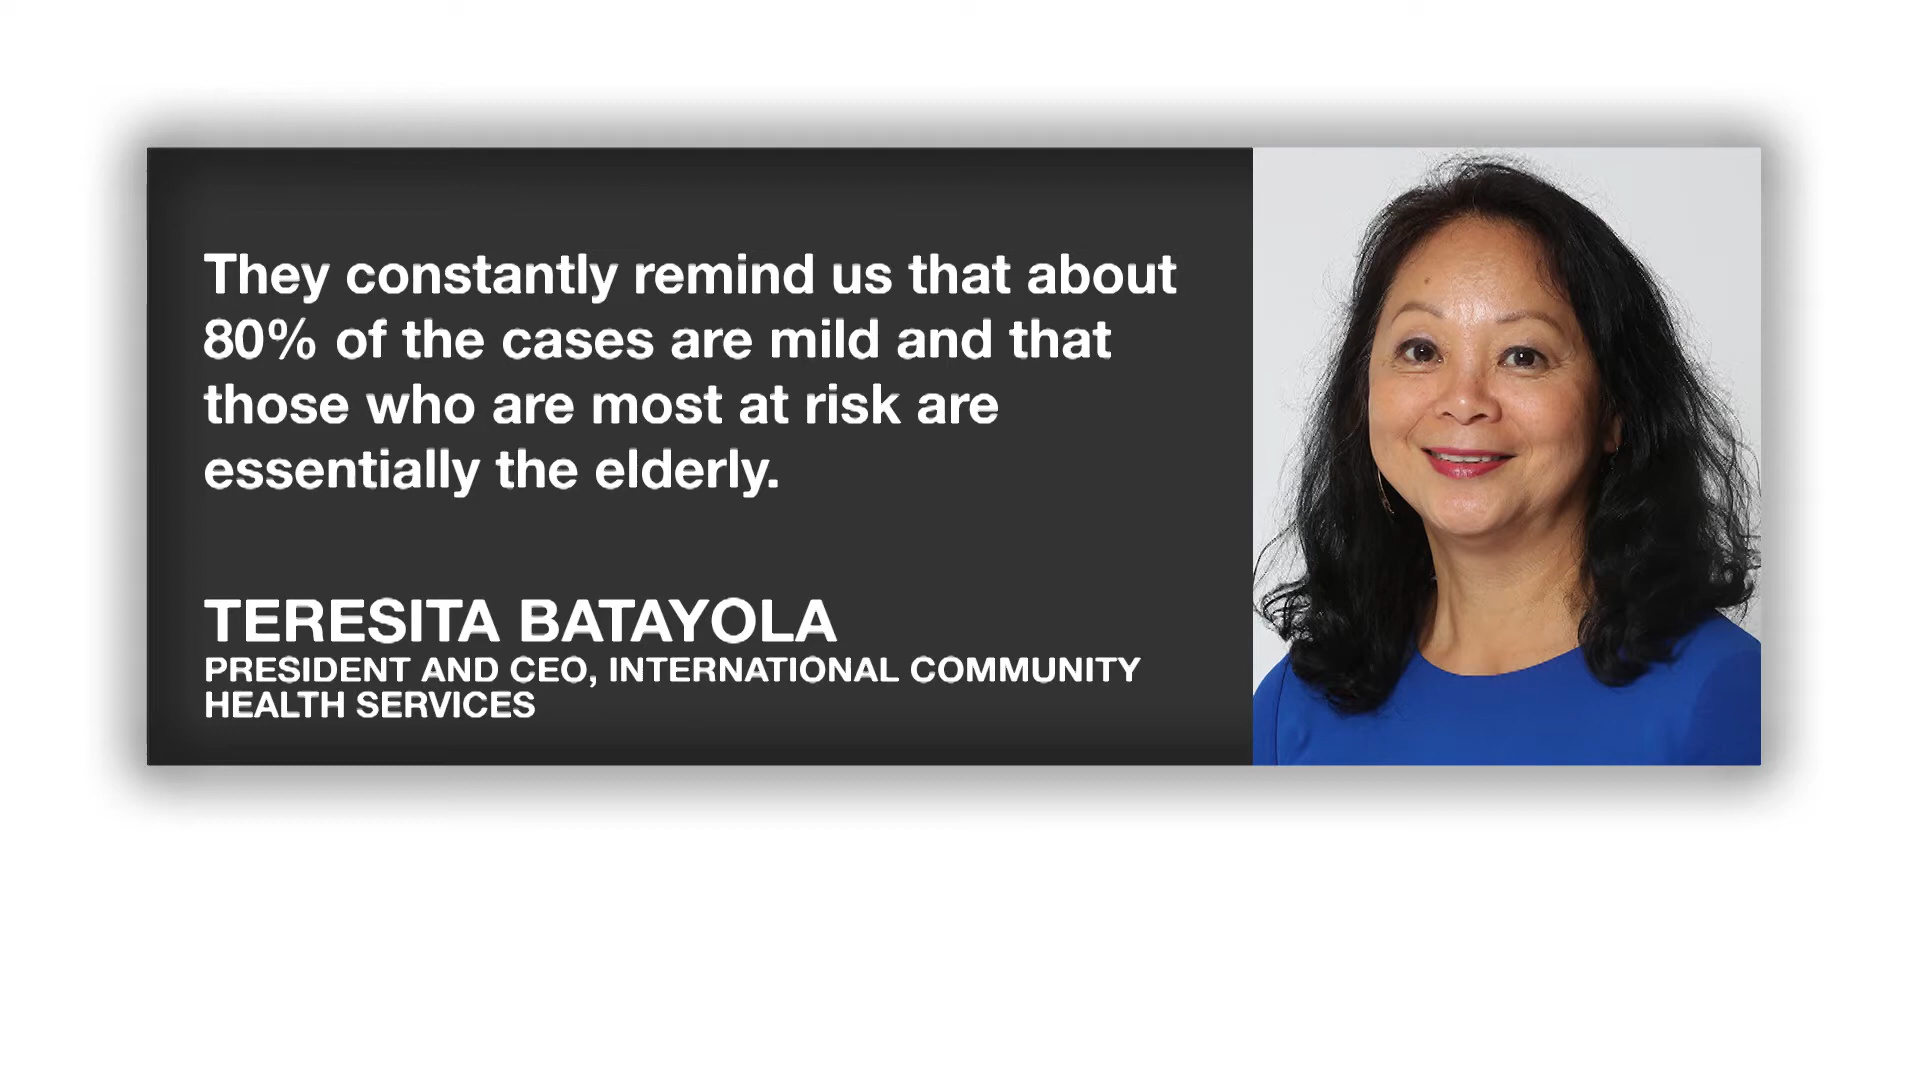 They constantly remind us that about
80% of the cases are mild and that
those who are most at risk are
essentially the elderly.
TERESITA BATAYOLA
PRESIDENT AND CEO, INTERNATIONAL COMMUNITY
HEALTH SERVICES